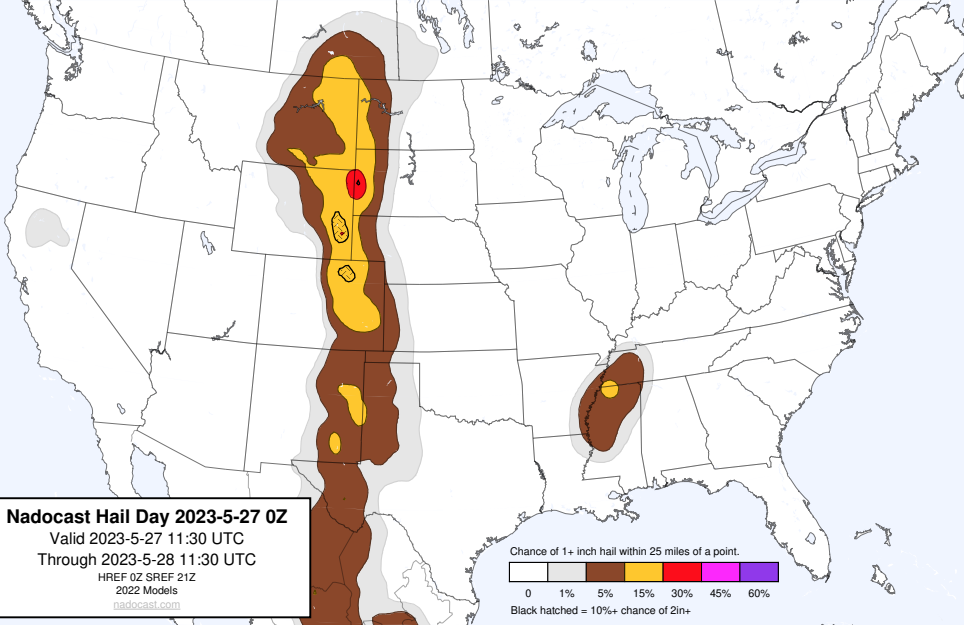 Nadocast Hail Day 2023-5-27 0Z
Valid 2023-5-27 11:30 UTC
Through 2023-5-28 11:30 UTC
HREF 0Z SREF 21Z
2022 Models
nadocast.com
Chance of 1+ inch hail within 25 miles of a point.
0 1% 5% 15% 30% 45% 60%
Black hatched = 10%+ chance of 2in+